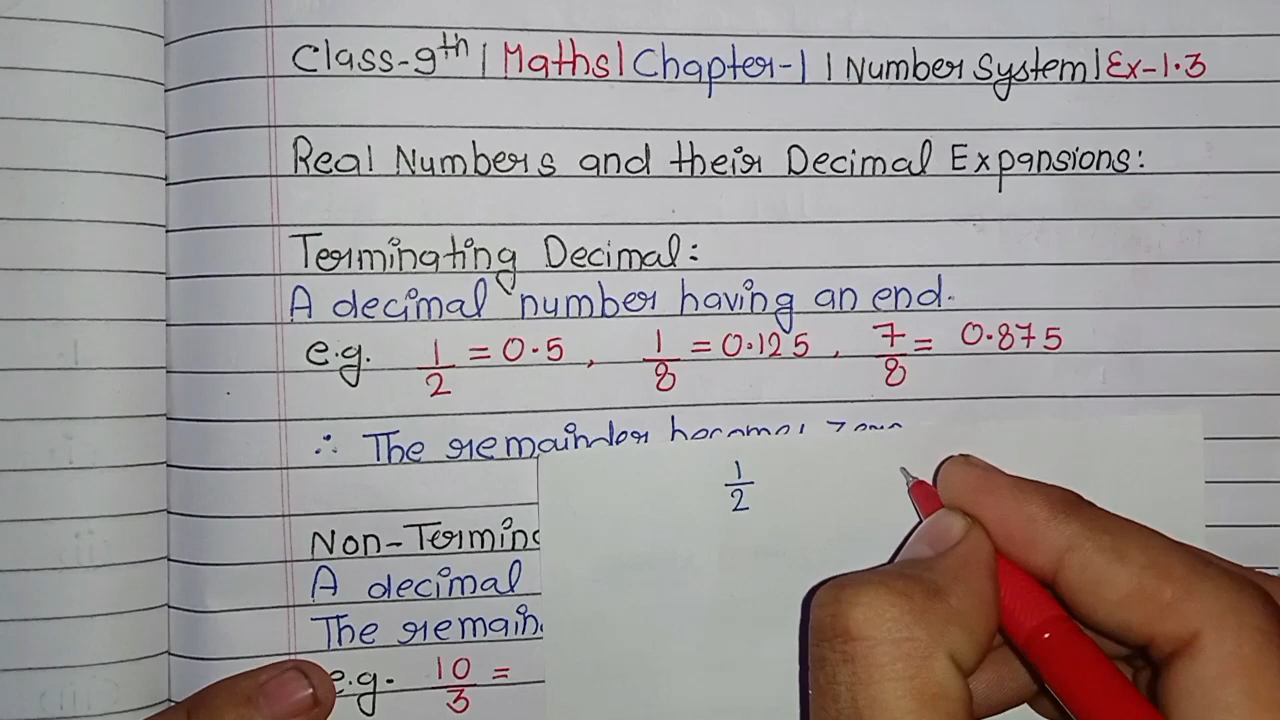 Class-9th | Maths | Chapter-1 | Number System | Ex-1.3
Real Numbers and their Decimal Expansions:
Terminating Decimal:
A decimal number having an end.
e.g. 1/2 = 0.5, 1/8 = 0.125, 7/8 = 0.875
∴ The remainder becomes zero
1/2
Non-Termin
A decimal
The remain
e.g. 10/3 =